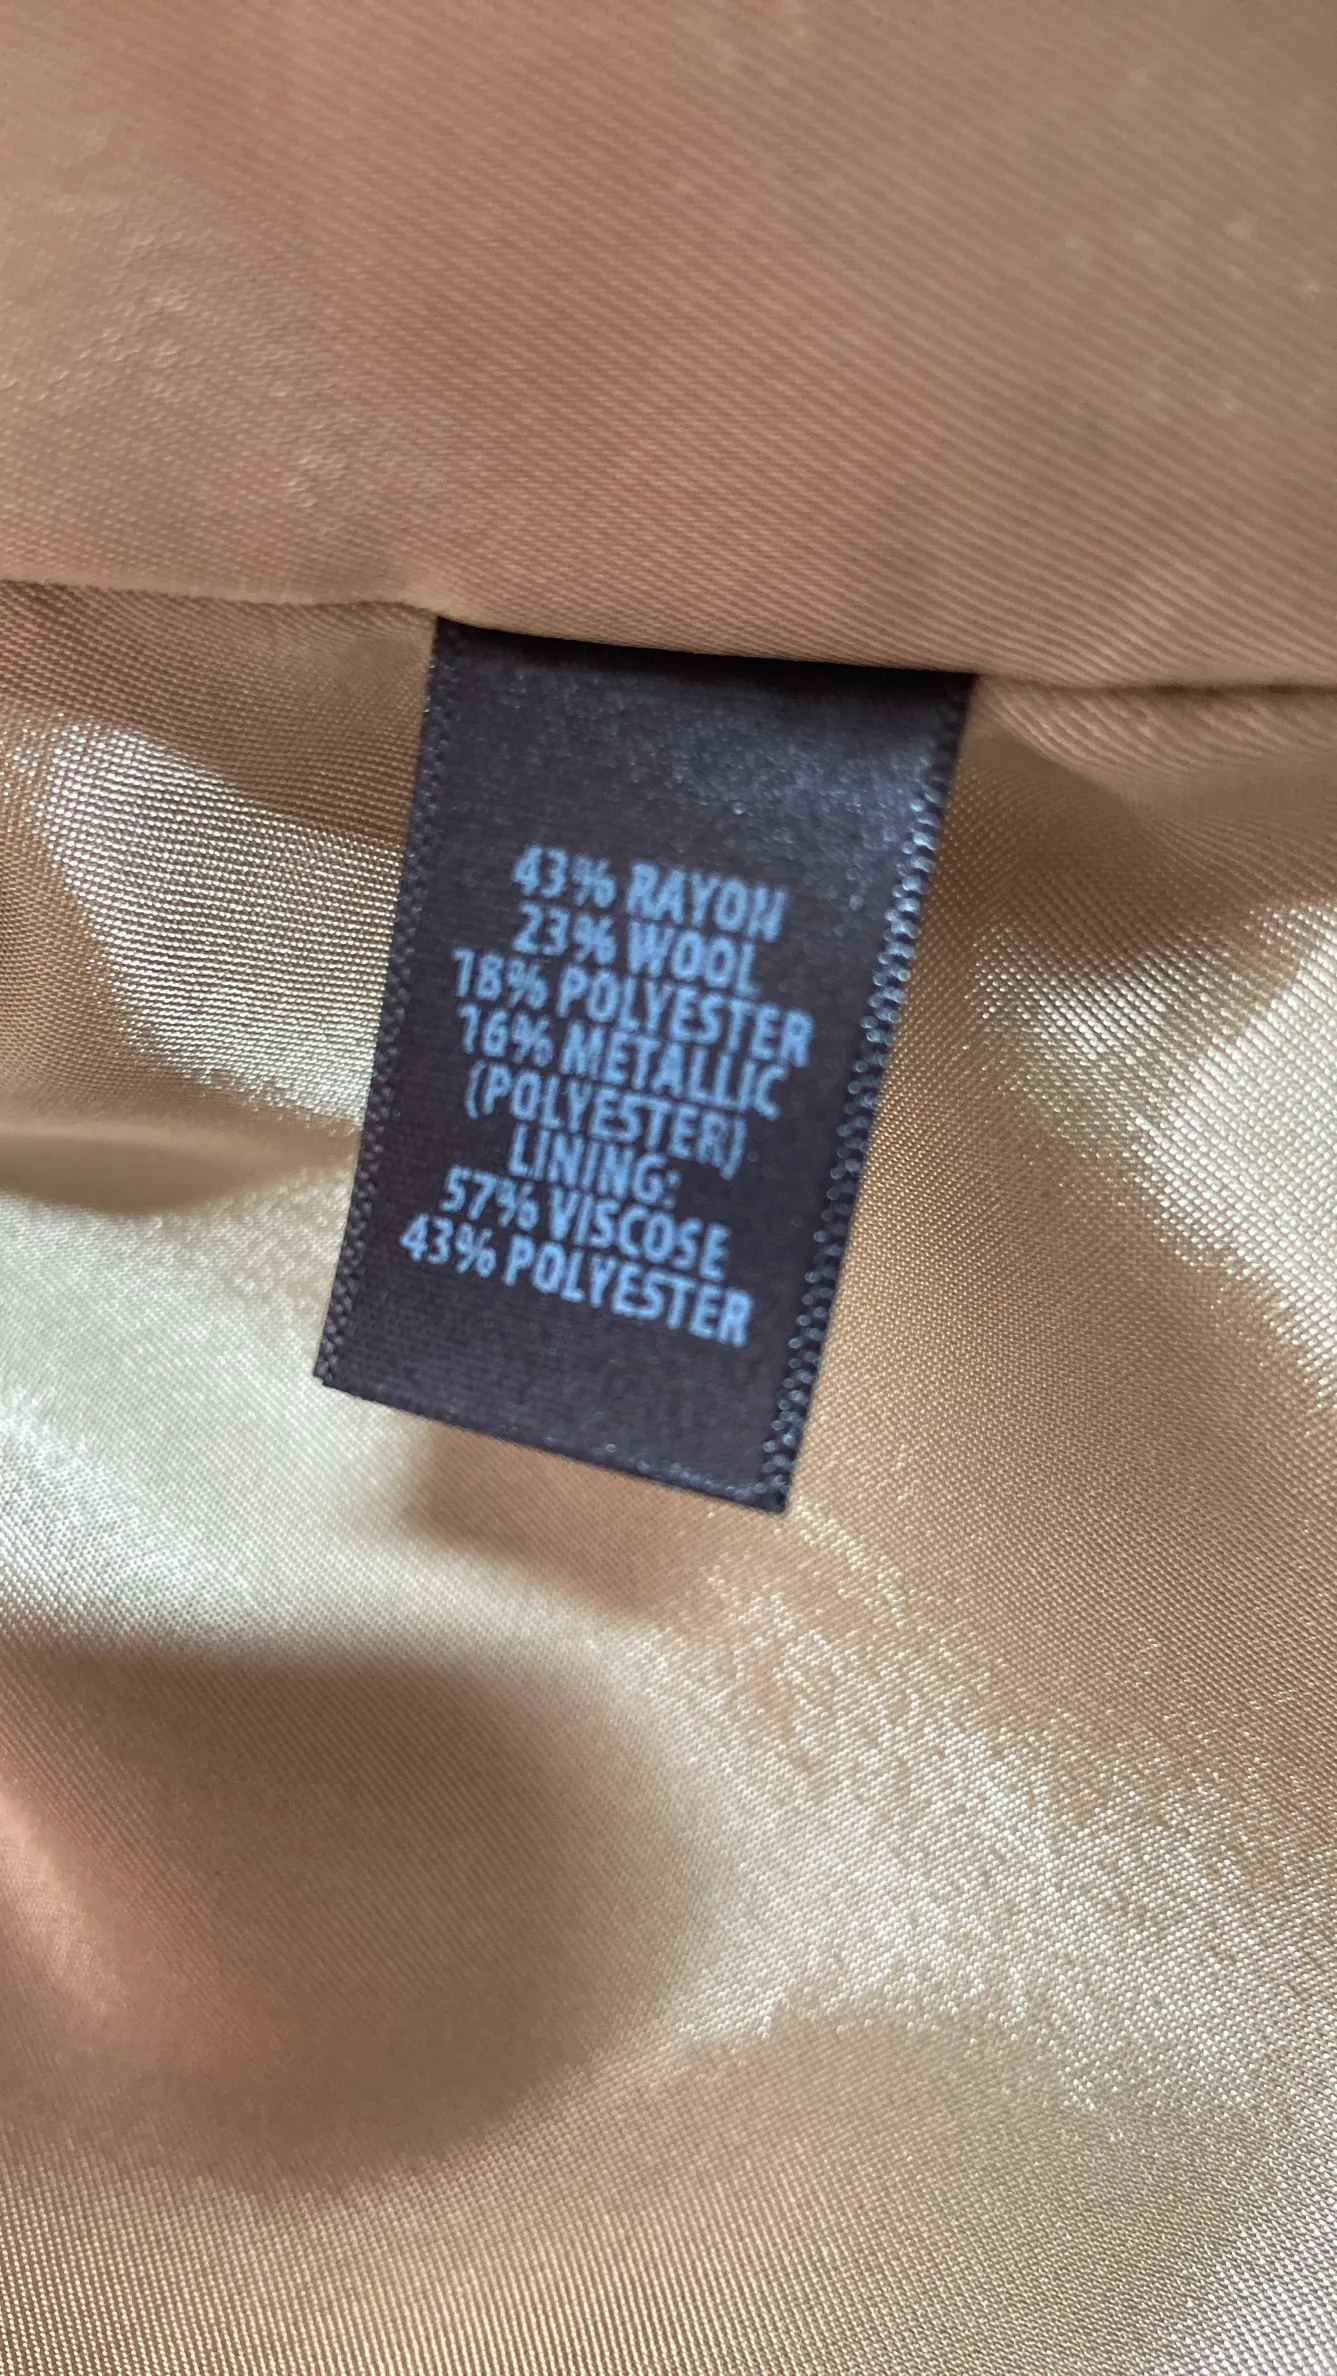 43% RAYON
23% WOOL
18% POLYESTER
16% METALLIC
(POLYESTER)
LINING:
57% VISCOSE
43% POLYESTER